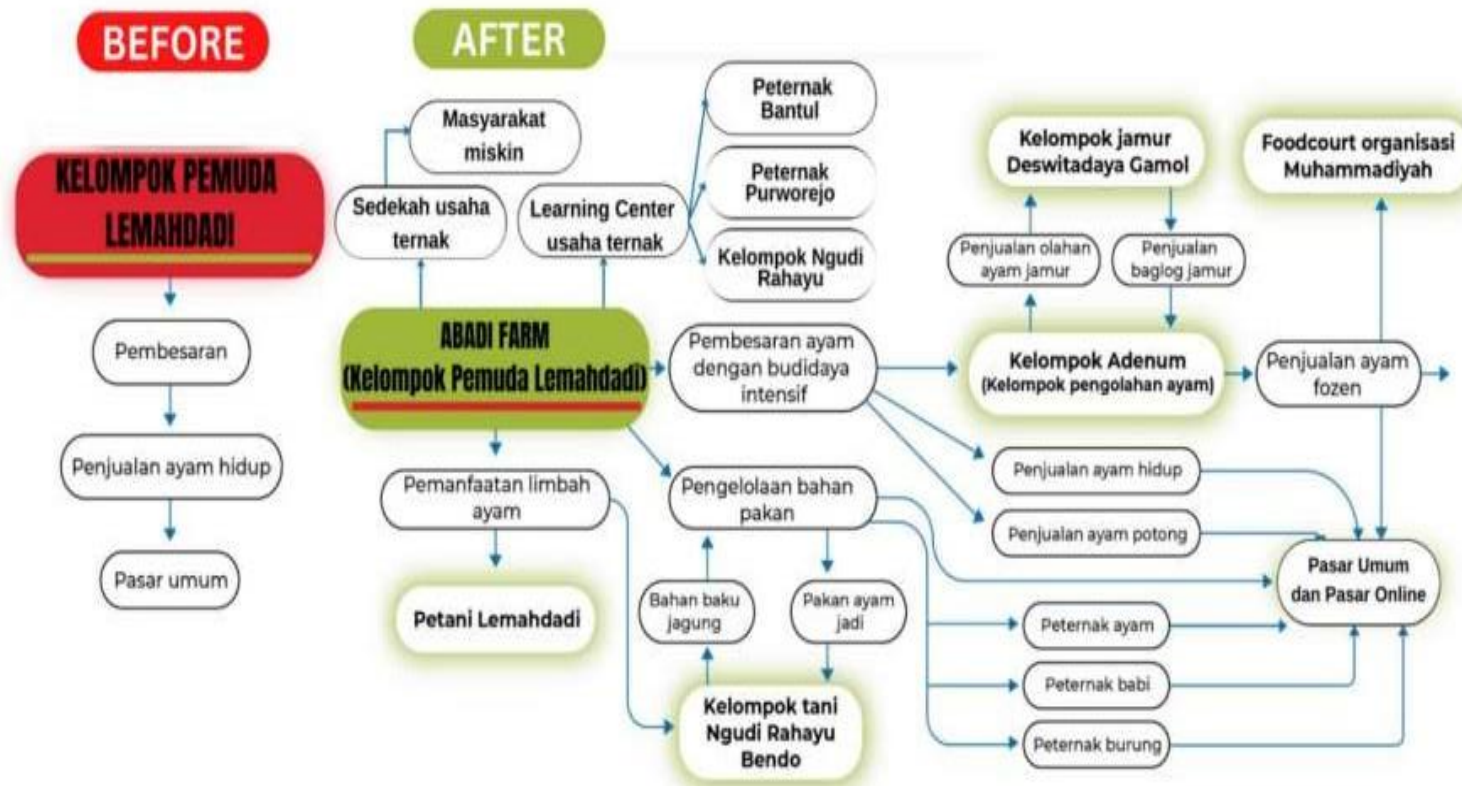 BEFORE
KELOMPOK PEMUDA
LEMAHDADI
Pembesaran
Penjualan ayam hidup
Pasar umum
AFTER
Masyarakat
miskin
Sedekah usaha
ternak
Learning Center
usaha ternak
Peternak
Bantul
Peternak
Purworejo
Kelompok Ngudi
Rahayu
ABADI FARM
(Kelompok Pemuda Lemahdadi)
Pembesaran ayam
dengan budidaya
intensif
Kelompok jamur
Deswitadaya Gamol
Penjualan olahan
ayam jamur
Penjualan
baglog jamur
Kelompok Adenum
(Kelompok pengolahan ayam)
Foodcourt organisasi
Muhammadiyah
Penjualan ayam
fozen
Pemanfaatan limbah
ayam
Petani Lemahdadi
Pengelolaan bahan
pakan
Bahan baku
jagung
Pakan ayam
jadi
Kelompok tani
Ngudi Rahayu
Bendo
Penjualan ayam hidup
Penjualan ayam potong
Peternak ayam
Peternak babi
Peternak burung
Pasar Umum
dan Pasar Online